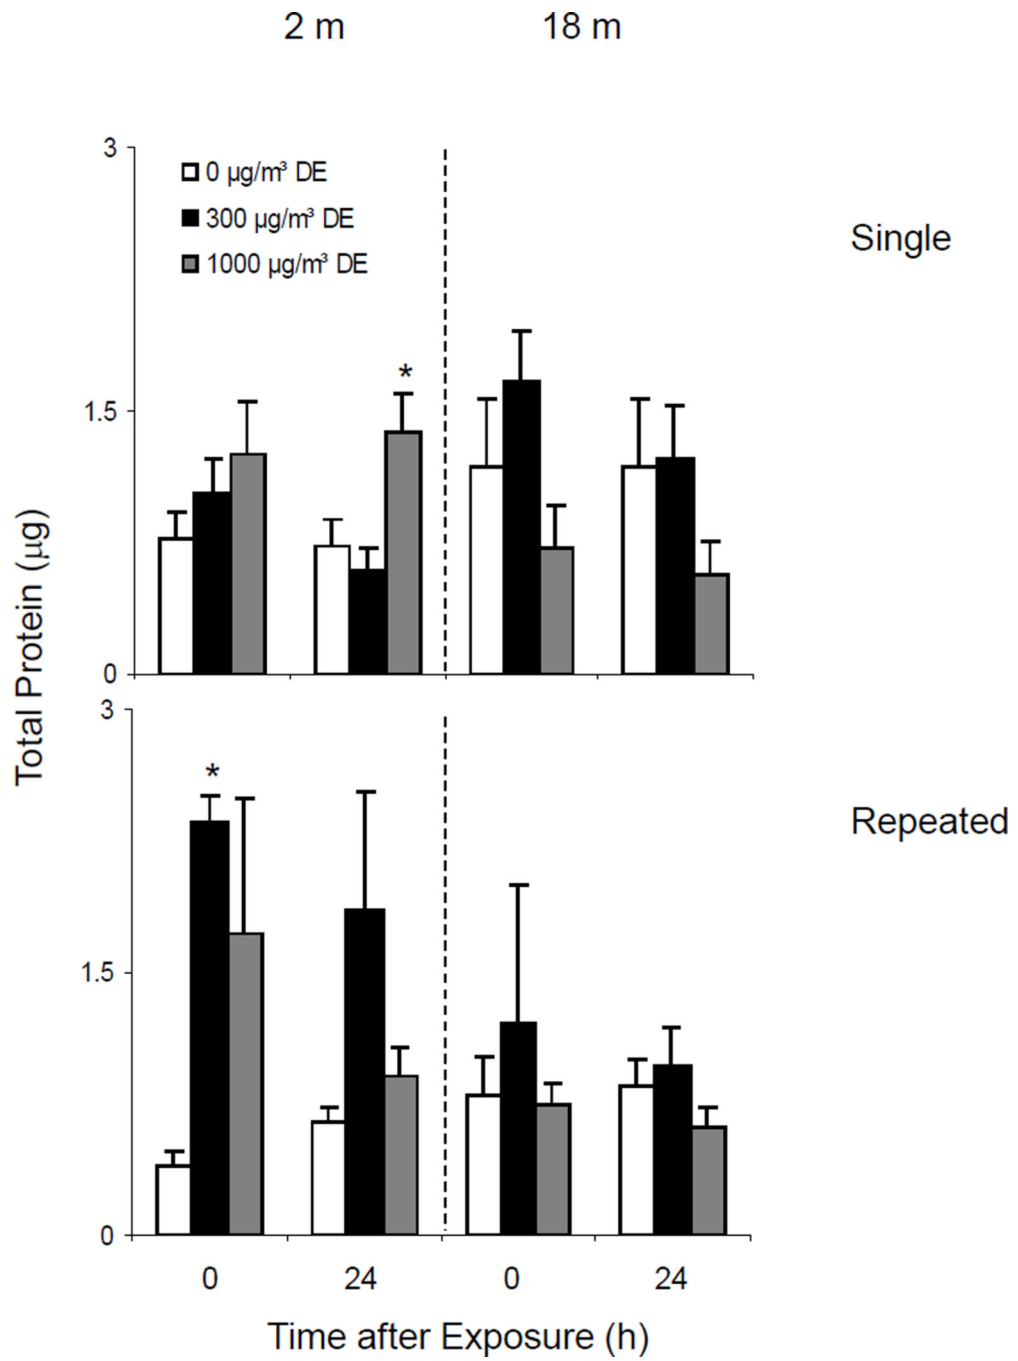 2 m 18 m
3
0 µg/m³ DE
300 µg/m³ DE
1000 µg/m³ DE
Single
*
1.5
0
Total Protein (µg)
3
*
Repeated
1.5
0
0 24 0 24
Time after Exposure (h)